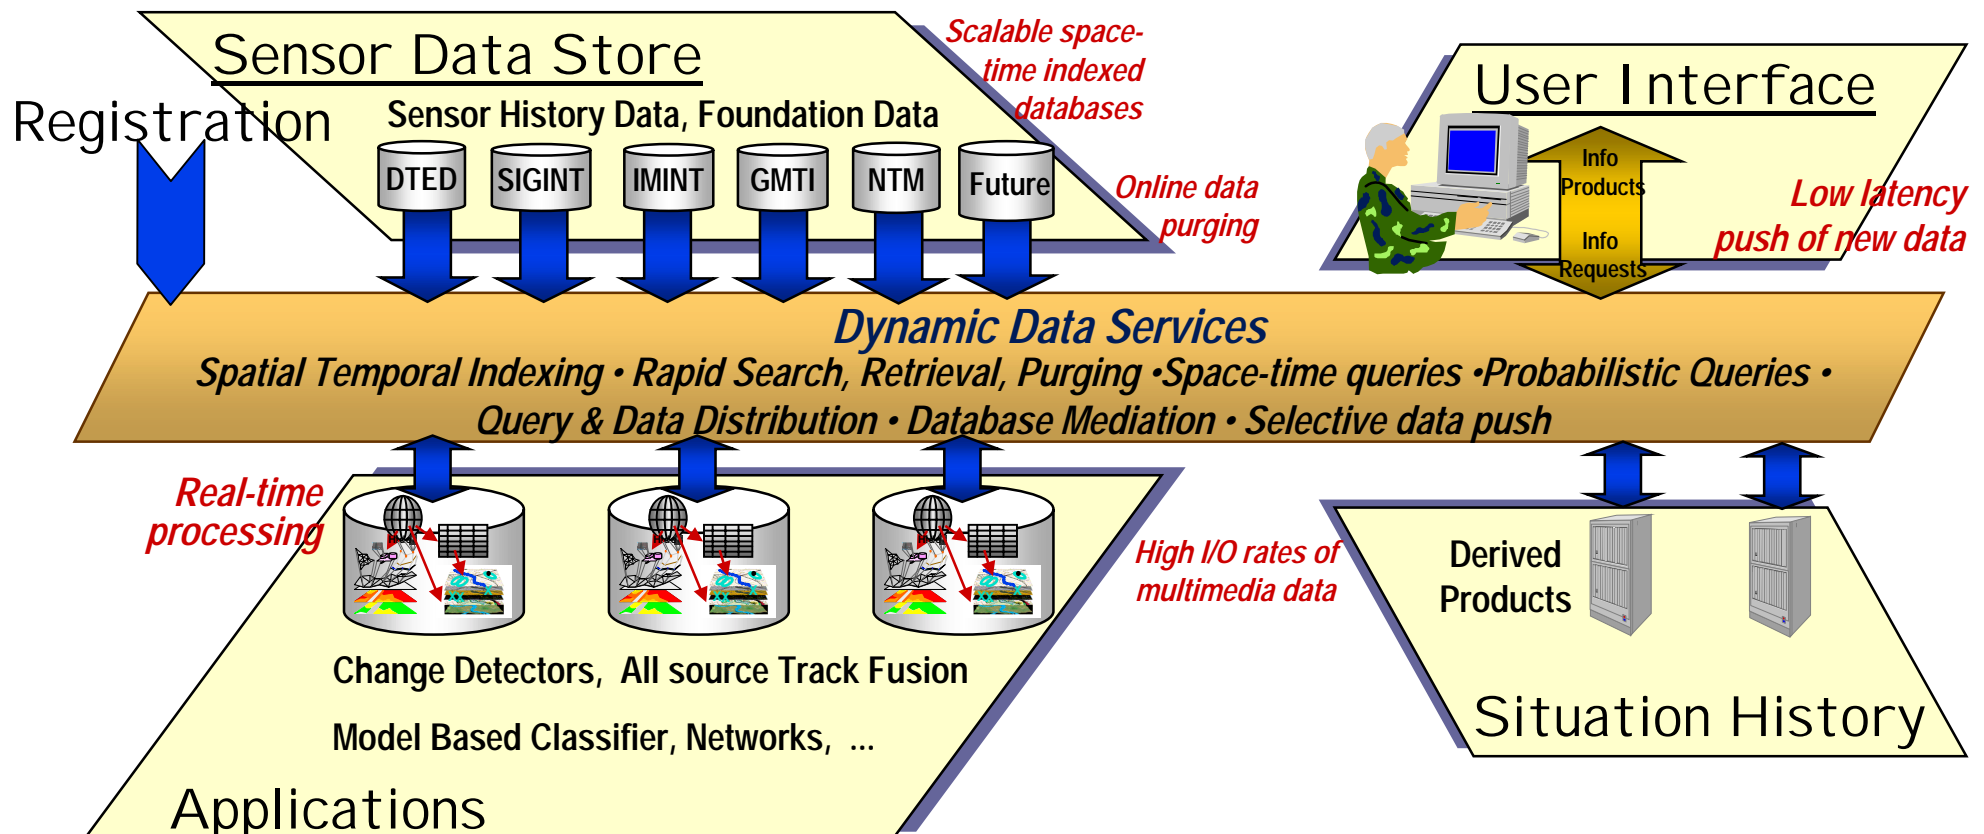 Sensor Data Store
Registration
Sensor History Data, Foundation Data
DTED
SIGINT
IMINT
GMTI
NTM
Future
Scalable space-
time indexed
databases
Online data
purging
User Interface
Info
Products
Info
Requests
Low latency
push of new data
Dynamic Data Services
Spatial Temporal Indexing • Rapid Search, Retrieval, Purging •Space-time queries •Probabilistic Queries •
Query & Data Distribution • Database Mediation • Selective data push
Real-time
processing
High I/O rates of
multimedia data
Change Detectors, All source Track Fusion
Model Based Classifier, Networks, ...
Applications
Derived
Products
Situation History